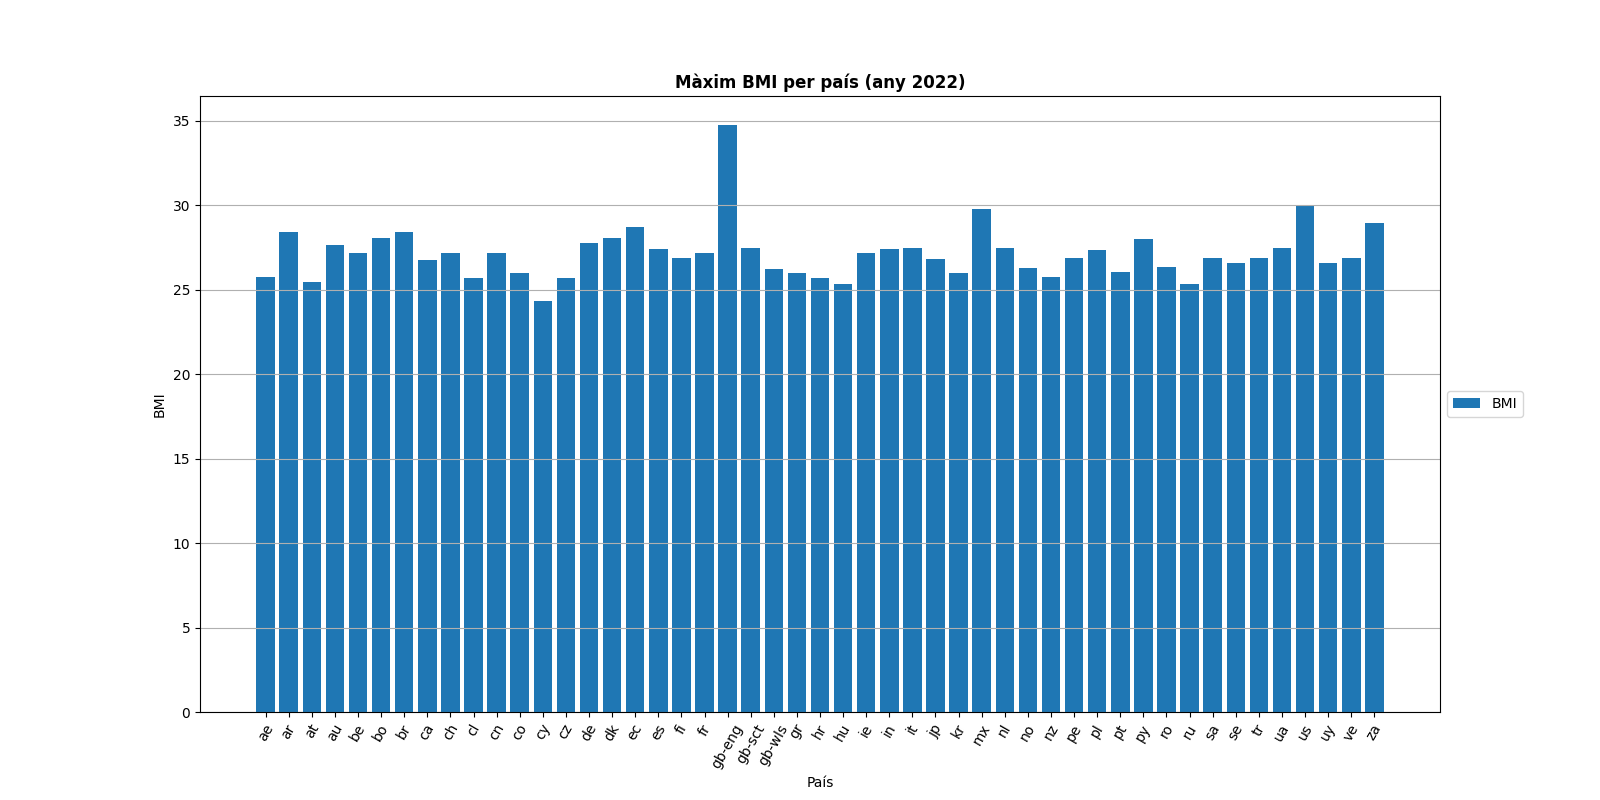 Màxim BMI per país (any 2022)
35
30
25
20
15
10
5
0
BMI
BMI
ae ar at au be bo br ca ch cl cn co cy cz de dk ec es fi fr gb-eng gb-sct gb-wls gr hr hu ie in it jp kr mx nl no nz pe pl pt py ro ru sa se tr ua us uy ve za
País